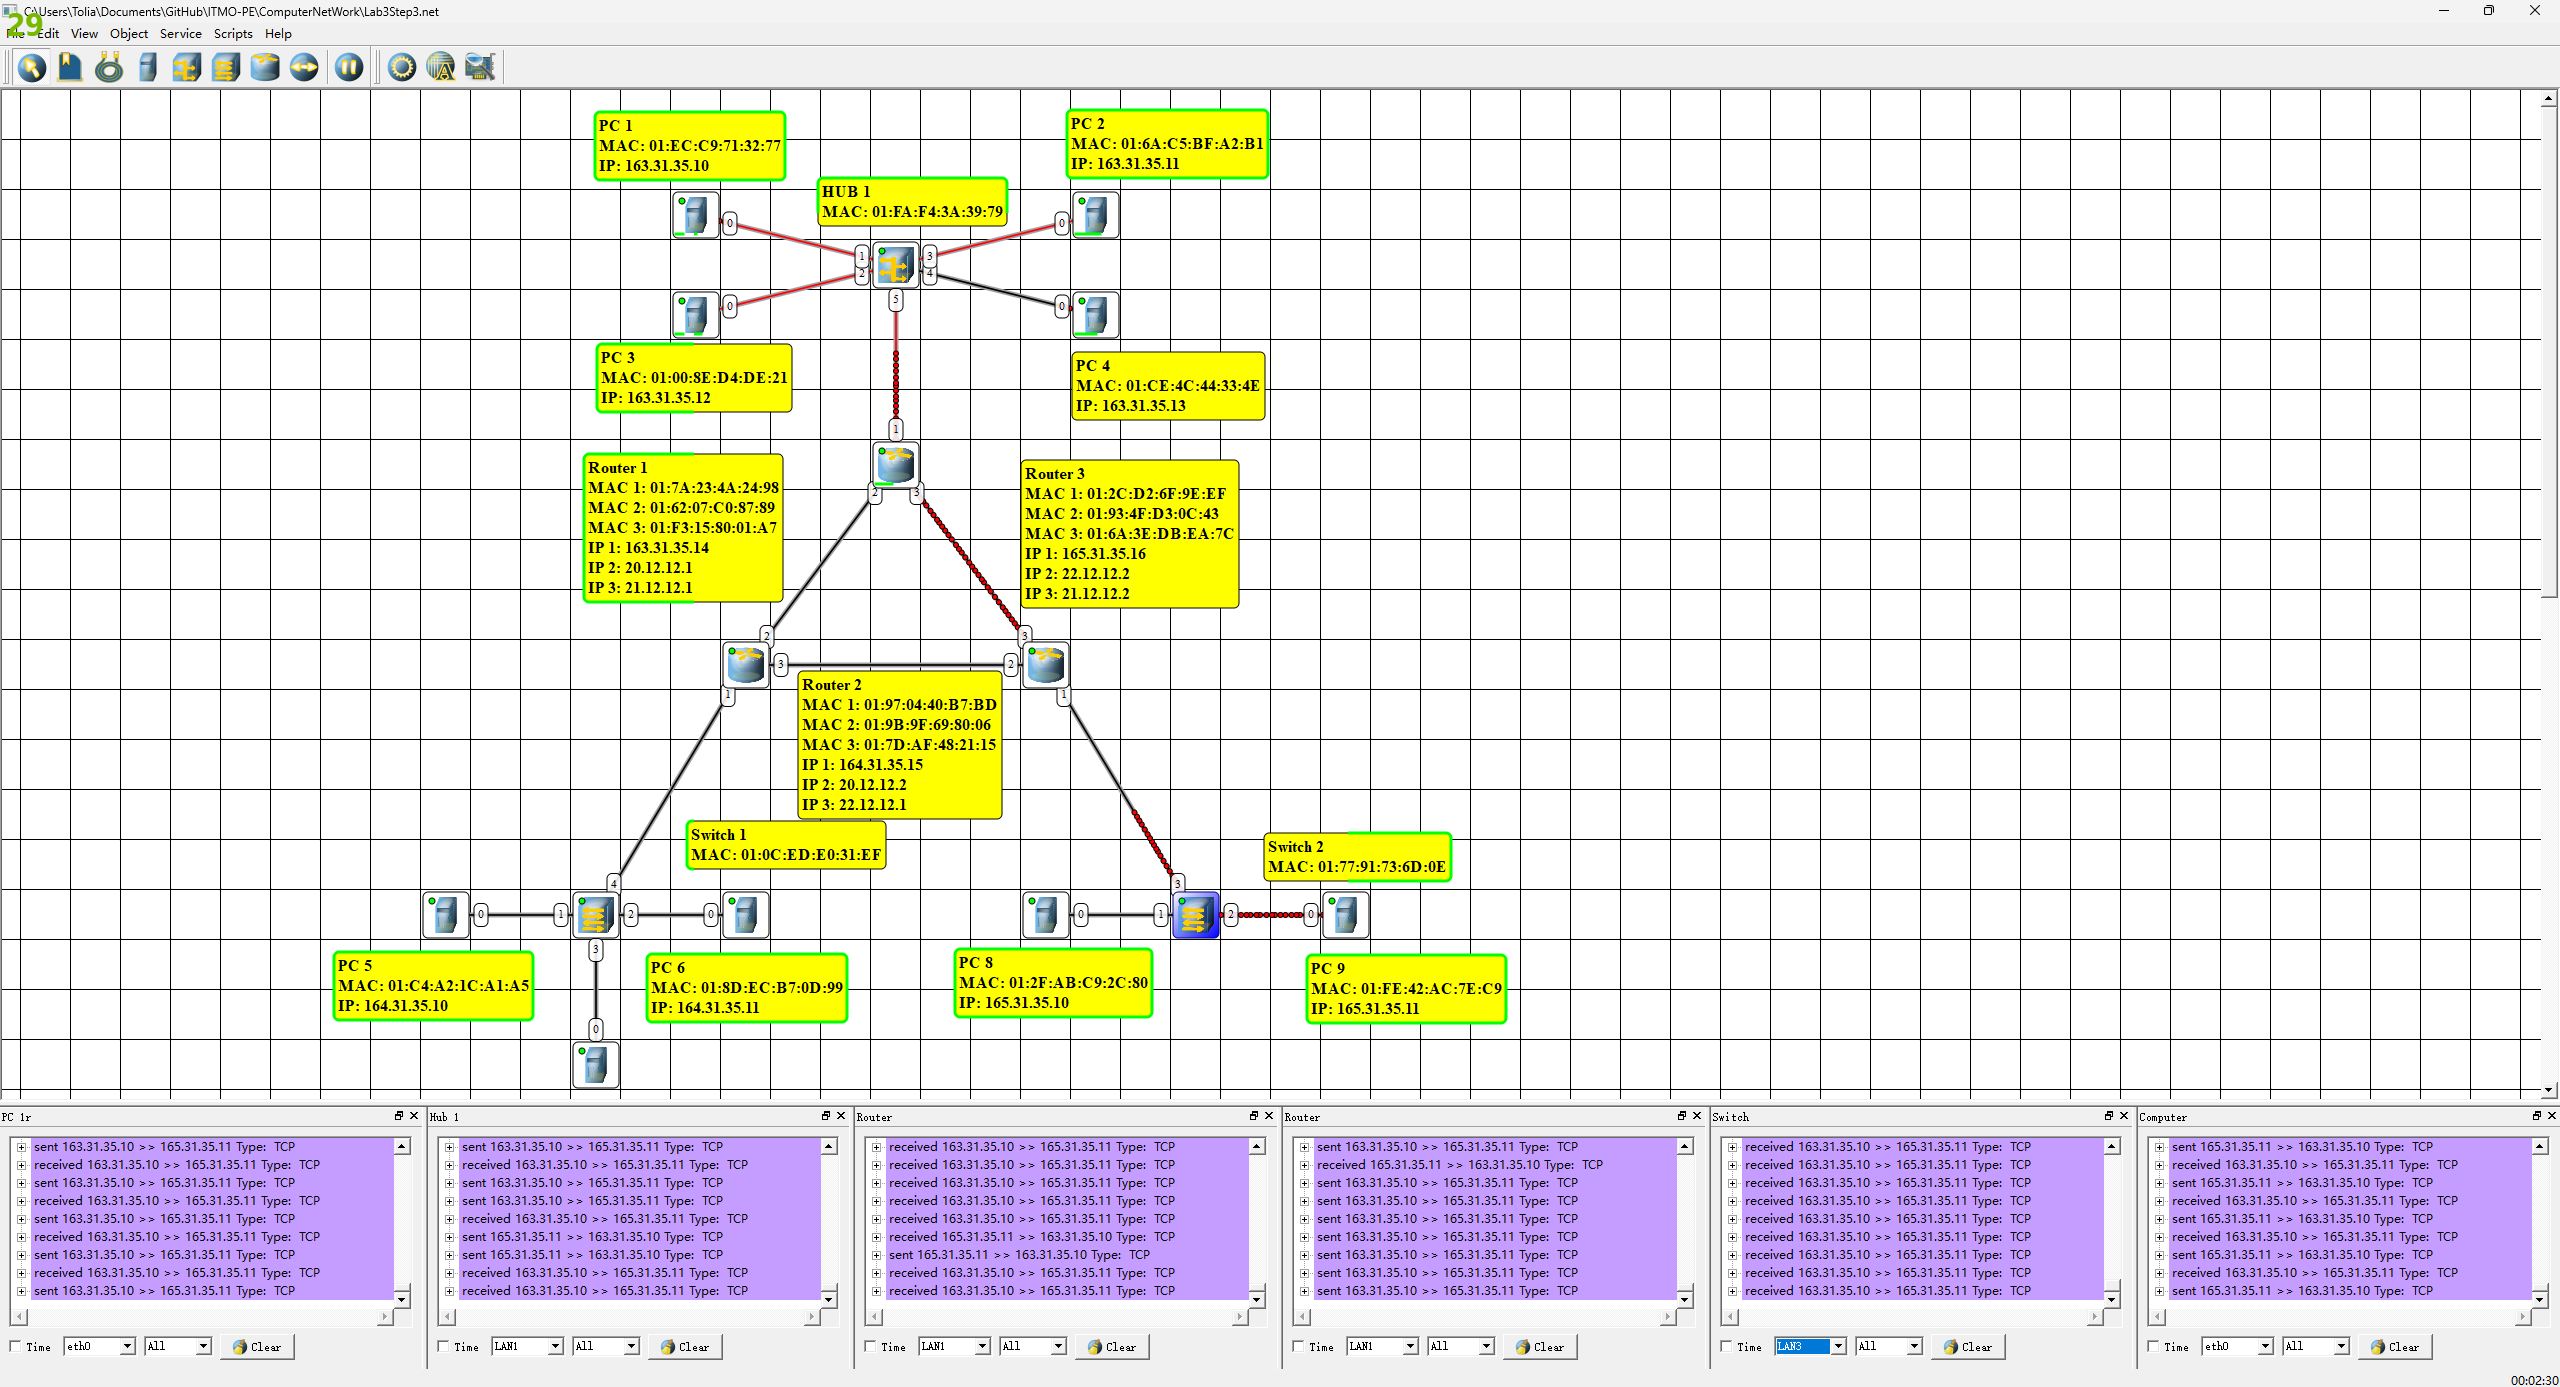 C:\Users\Tolia\Documents\GitHub\ITMO-PE\ComputerNetWork\Lab3Step3.net
29
Edit View Object Service Scripts Help
PC 1
MAC: 01:EC:C9:71:32:77
IP: 163.31.35.10
PC 2
MAC: 01:6A:C5:BF:A2:B1
IP: 163.31.35.11
HUB 1
MAC: 01:FA:F4:3A:39:79
0
0
1
3
2
4
0
0
5
PC 3
MAC: 01:00:8E:D4:DE:21
IP: 163.31.35.12
PC 4
MAC: 01:CE:4C:44:33:4E
IP: 163.31.35.13
1
Router 1
MAC 1: 01:7A:23:4A:24:98
MAC 2: 01:62:07:C0:87:89
MAC 3: 01:F3:15:80:01:A7
IP 1: 163.31.35.14
IP 2: 20.12.12.1
IP 3: 21.12.12.1
2
3
Router 3
MAC 1: 01:2C:D2:6F:9E:EF
MAC 2: 01:93:4F:D3:0C:43
MAC 3: 01:6A:3E:DB:EA:7C
IP 1: 165.31.35.16
IP 2: 22.12.12.2
IP 3: 21.12.12.2
2
3
3
2
1
1
Router 2
MAC 1: 01:97:04:40:B7:BD
MAC 2: 01:9B:9F:69:80:06
MAC 3: 01:7D:AF:48:21:15
IP 1: 164.31.35.15
IP 2: 20.12.12.2
IP 3: 22.12.12.1
Switch 1
MAC: 01:0C:ED:E0:31:EF
Switch 2
MAC: 01:77:91:73:6D:0E
4
3
0
1
2
0
0
1
2
0
3
PC 5
MAC: 01:C4:A2:1C:A1:A5
IP: 164.31.35.10
PC 6
MAC: 01:8D:EC:B7:0D:99
IP: 164.31.35.11
PC 8
MAC: 01:2F:AB:C9:2C:80
IP: 165.31.35.10
PC 9
MAC: 01:FE:42:AC:7E:C9
IP: 165.31.35.11
0
PC 1r
sent 163.31.35.10 >> 165.31.35.11 Type: TCP
received 163.31.35.10 >> 165.31.35.11 Type: TCP
sent 163.31.35.10 >> 165.31.35.11 Type: TCP
received 163.31.35.10 >> 165.31.35.11 Type: TCP
sent 163.31.35.10 >> 165.31.35.11 Type: TCP
received 163.31.35.10 >> 165.31.35.11 Type: TCP
sent 163.31.35.10 >> 165.31.35.11 Type: TCP
received 163.31.35.10 >> 165.31.35.11 Type: TCP
sent 163.31.35.10 >> 165.31.35.11 Type: TCP
Time eth0 All Clear
Hub 1
sent 163.31.35.10 >> 165.31.35.11 Type: TCP
received 163.31.35.10 >> 165.31.35.11 Type: TCP
sent 163.31.35.10 >> 165.31.35.11 Type: TCP
sent 163.31.35.10 >> 165.31.35.11 Type: TCP
received 163.31.35.10 >> 165.31.35.11 Type: TCP
sent 165.31.35.11 >> 163.31.35.10 Type: TCP
sent 165.31.35.11 >> 163.31.35.10 Type: TCP
received 163.31.35.10 >> 165.31.35.11 Type: TCP
received 163.31.35.10 >> 165.31.35.11 Type: TCP
Time LAN1 All Clear
Router
received 163.31.35.10 >> 165.31.35.11 Type: TCP
received 163.31.35.10 >> 165.31.35.11 Type: TCP
received 163.31.35.10 >> 165.31.35.11 Type: TCP
received 163.31.35.10 >> 165.31.35.11 Type: TCP
received 163.31.35.10 >> 165.31.35.11 Type: TCP
received 165.31.35.11 >> 163.31.35.10 Type: TCP
sent 165.31.35.11 >> 163.31.35.10 Type: TCP
received 163.31.35.10 >> 165.31.35.11 Type: TCP
received 163.31.35.10 >> 165.31.35.11 Type: TCP
Time LAN1 All Clear
Router
sent 163.31.35.10 >> 165.31.35.11 Type: TCP
received 165.31.35.11 >> 163.31.35.10 Type: TCP
sent 163.31.35.10 >> 165.31.35.11 Type: TCP
sent 163.31.35.10 >> 165.31.35.11 Type: TCP
sent 163.31.35.10 >> 165.31.35.11 Type: TCP
sent 163.31.35.10 >> 165.31.35.11 Type: TCP
sent 163.31.35.10 >> 165.31.35.11 Type: TCP
sent 163.31.35.10 >> 165.31.35.11 Type: TCP
sent 163.31.35.10 >> 165.31.35.11 Type: TCP
Time LAN1 All Clear
Switch
received 163.31.35.10 >> 165.31.35.11 Type: TCP
received 163.31.35.10 >> 165.31.35.11 Type: TCP
received 163.31.35.10 >> 165.31.35.11 Type: TCP
received 163.31.35.10 >> 165.31.35.11 Type: TCP
received 163.31.35.10 >> 165.31.35.11 Type: TCP
received 163.31.35.10 >> 165.31.35.11 Type: TCP
received 163.31.35.10 >> 165.31.35.11 Type: TCP
received 163.31.35.10 >> 165.31.35.11 Type: TCP
received 163.31.35.10 >> 165.31.35.11 Type: TCP
Time LAN3 All Clear
Computer
sent 165.31.35.11 >> 163.31.35.10 Type: TCP
received 163.31.35.10 >> 165.31.35.11 Type: TCP
sent 165.31.35.11 >> 163.31.35.10 Type: TCP
received 163.31.35.10 >> 165.31.35.11 Type: TCP
sent 165.31.35.11 >> 163.31.35.10 Type: TCP
received 163.31.35.10 >> 165.31.35.11 Type: TCP
sent 165.31.35.11 >> 163.31.35.10 Type: TCP
received 163.31.35.10 >> 165.31.35.11 Type: TCP
sent 165.31.35.11 >> 163.31.35.10 Type: TCP
Time eth0 All Clear
00:02:30